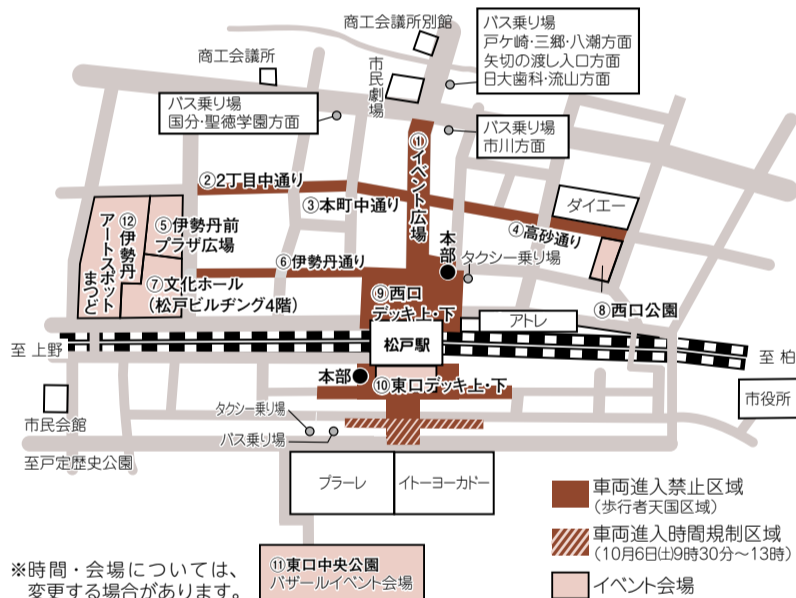 商工会議所別館
バス乗り場
戸ケ崎・三郷・八潮方面
矢切の渡し入口方面
日大歯科・流山方面
商工会議所
市民劇場
バス乗り場
国分・聖徳学園方面
バス乗り場
市川方面
①イベント広場
②2丁目中通り
③本町中通り
ダイエー
④高砂通り
⑫伊勢丹
アートスポット
まつど
⑤伊勢丹前
プラザ広場
⑥伊勢丹通り
本部
タクシー乗り場
⑦文化ホール
(松戸ビルヂング4階)
⑧西口公園
⑨西口
デッキ上・下
アトレ
松戸駅
至 上野
至 柏
本部
⑩東口デッキ上・下
市役所
市民会館
タクシー乗り場
バス乗り場
至戸定歴史公園
プラーレ
イトーヨーカドー
車両進入禁止区域
(歩行者天国区域)
車両進入時間規制区域
(10月6日㈯9時30分〜13時)
イベント会場
⑪東口中央公園
バザールイベント会場
※時間・会場については、
変更する場合があります。